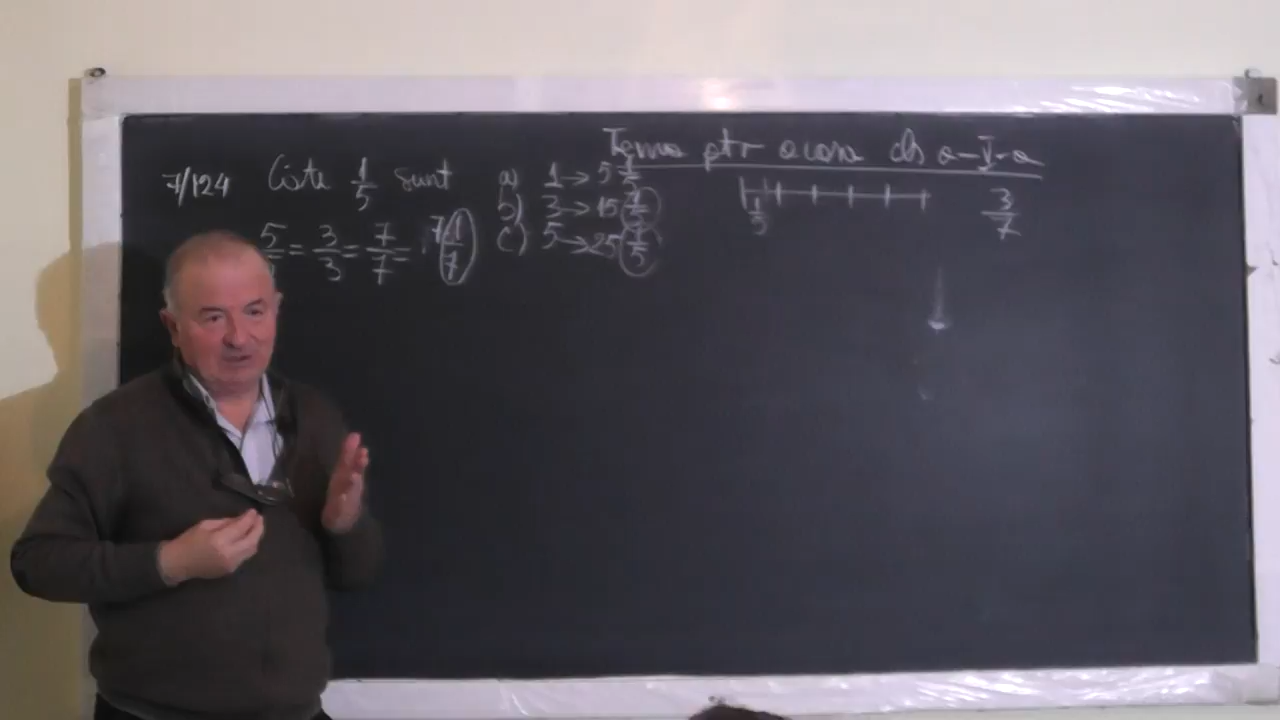 Tema ptr acasa cls a-V-a
7/124 Câte 1/5 sunt
a) 1→5 1/5
b) 3→15 1/5
c) 5→25 1/5
5/5 = 3/3 = 7/7 = 7 1/7
1/5
3/7